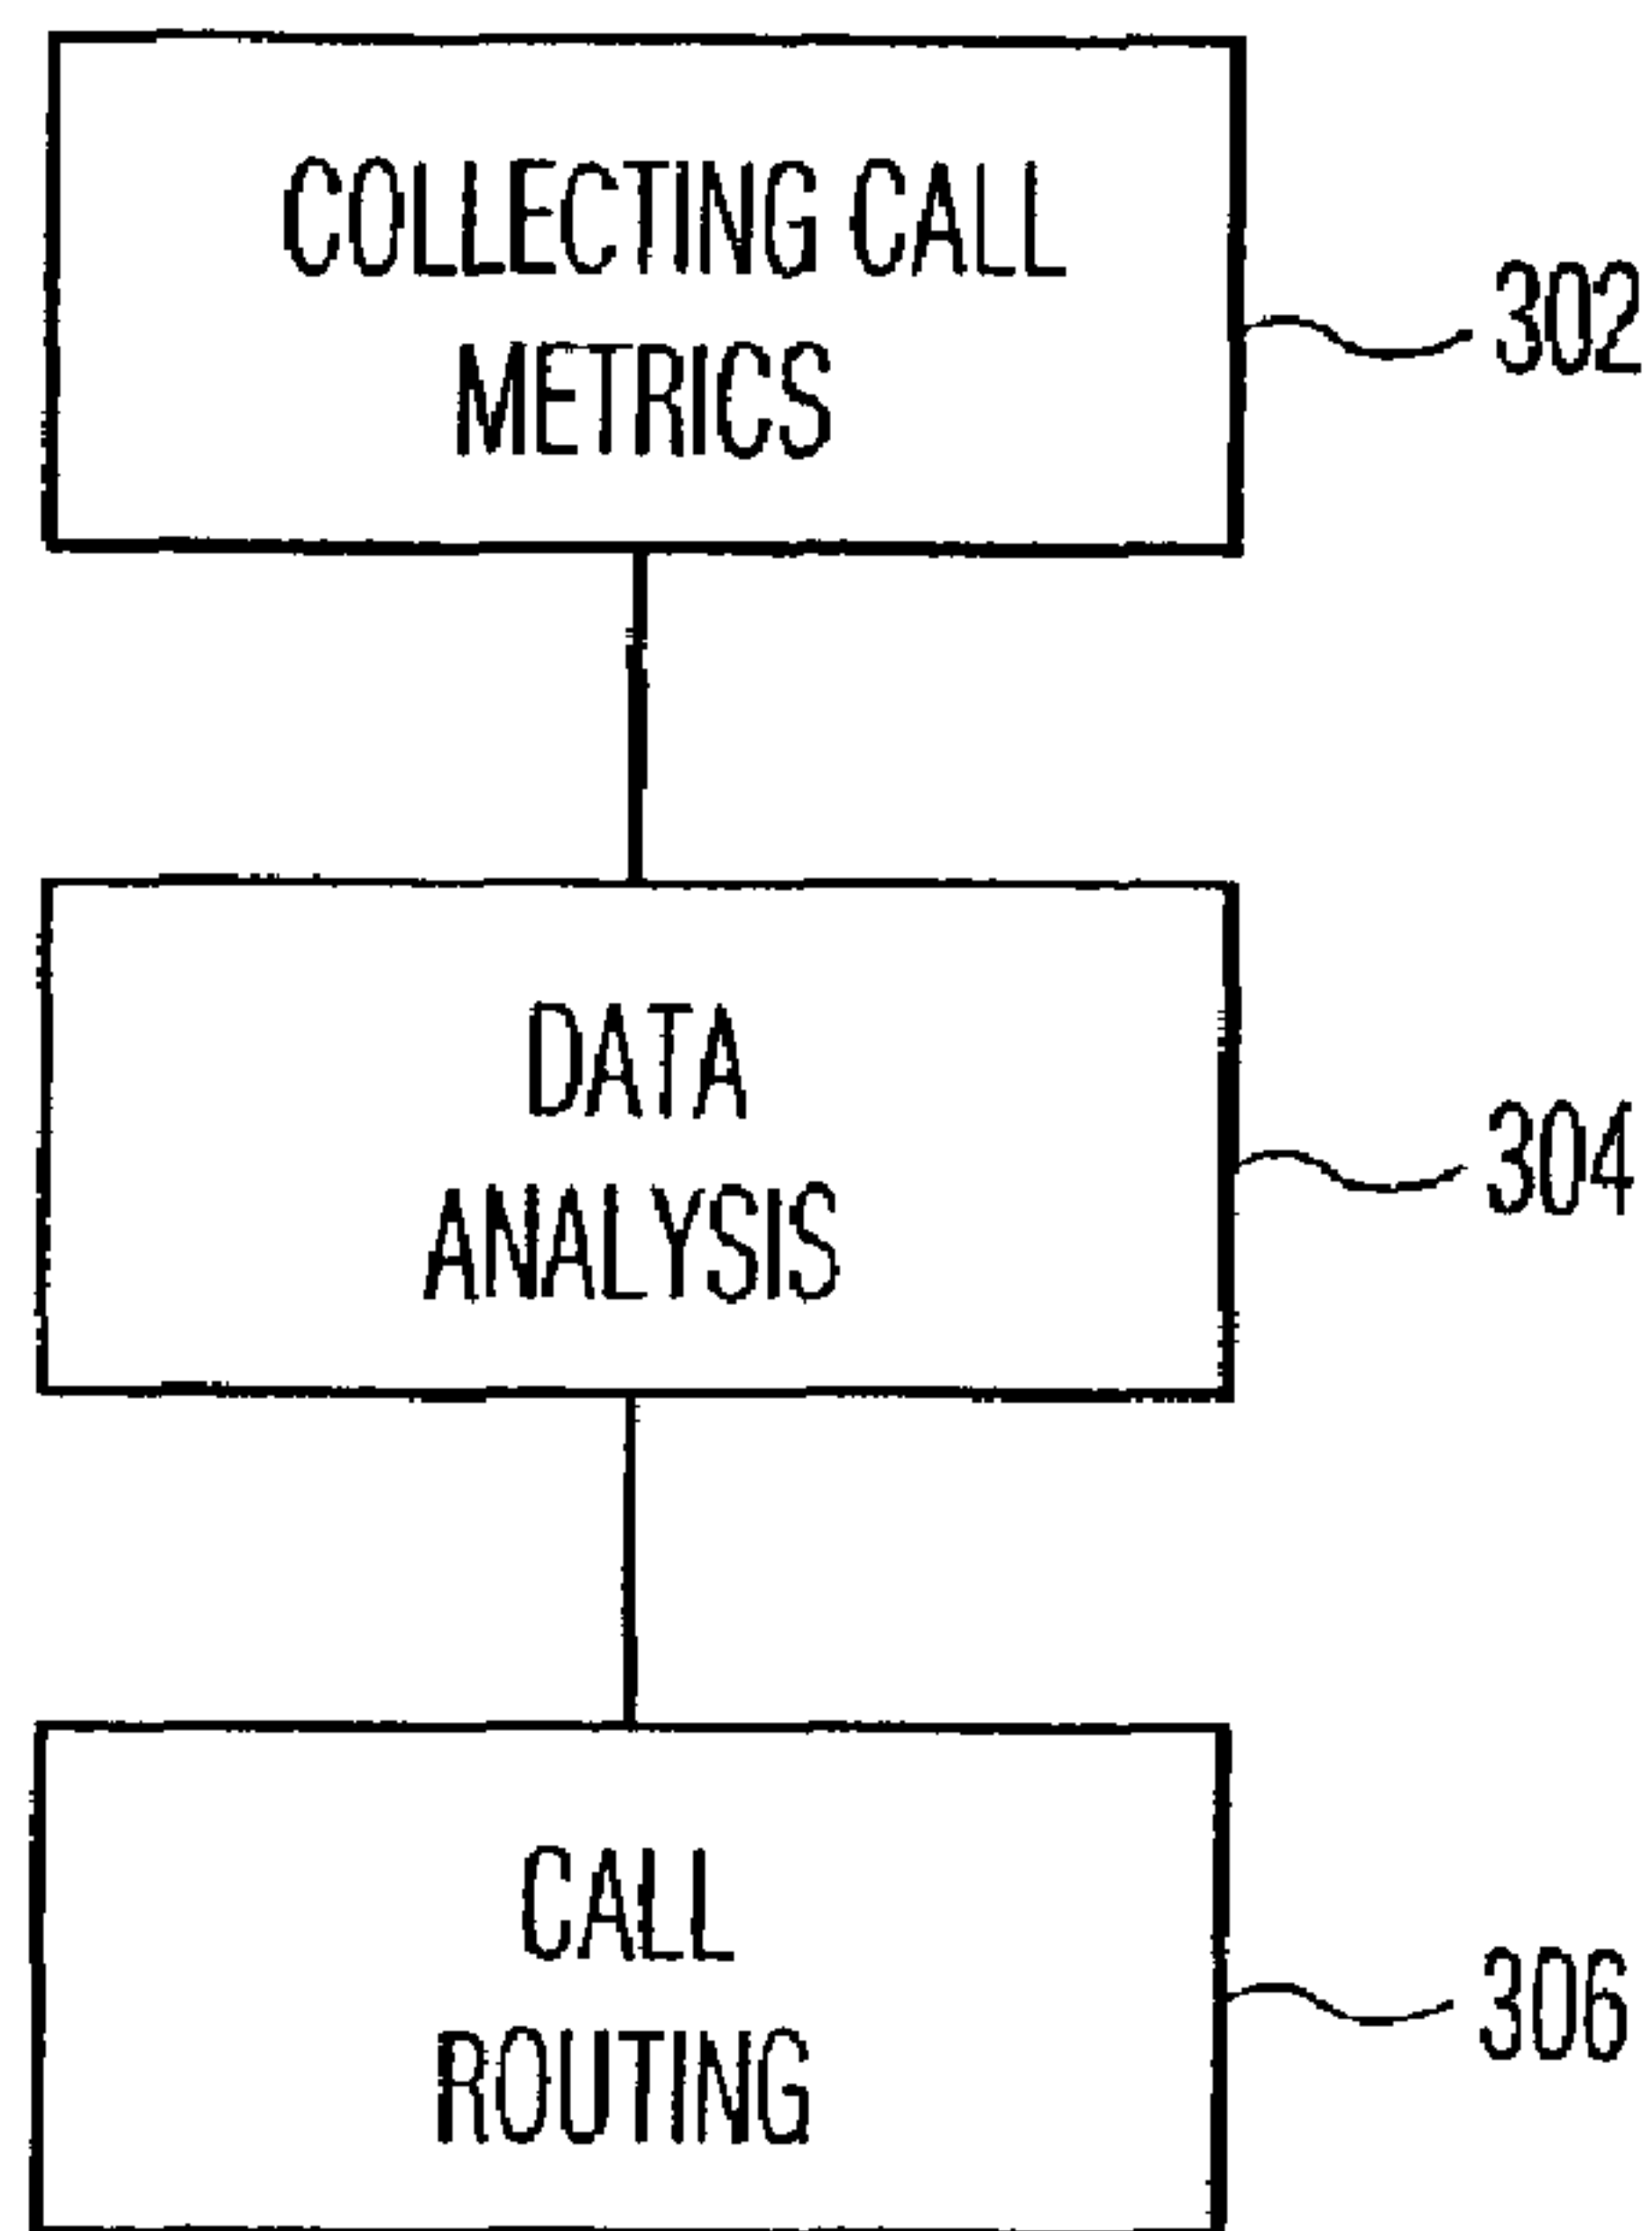 COLLECTING CALL
METRICS
302
DATA
ANALYSIS
304
CALL
ROUTING
306